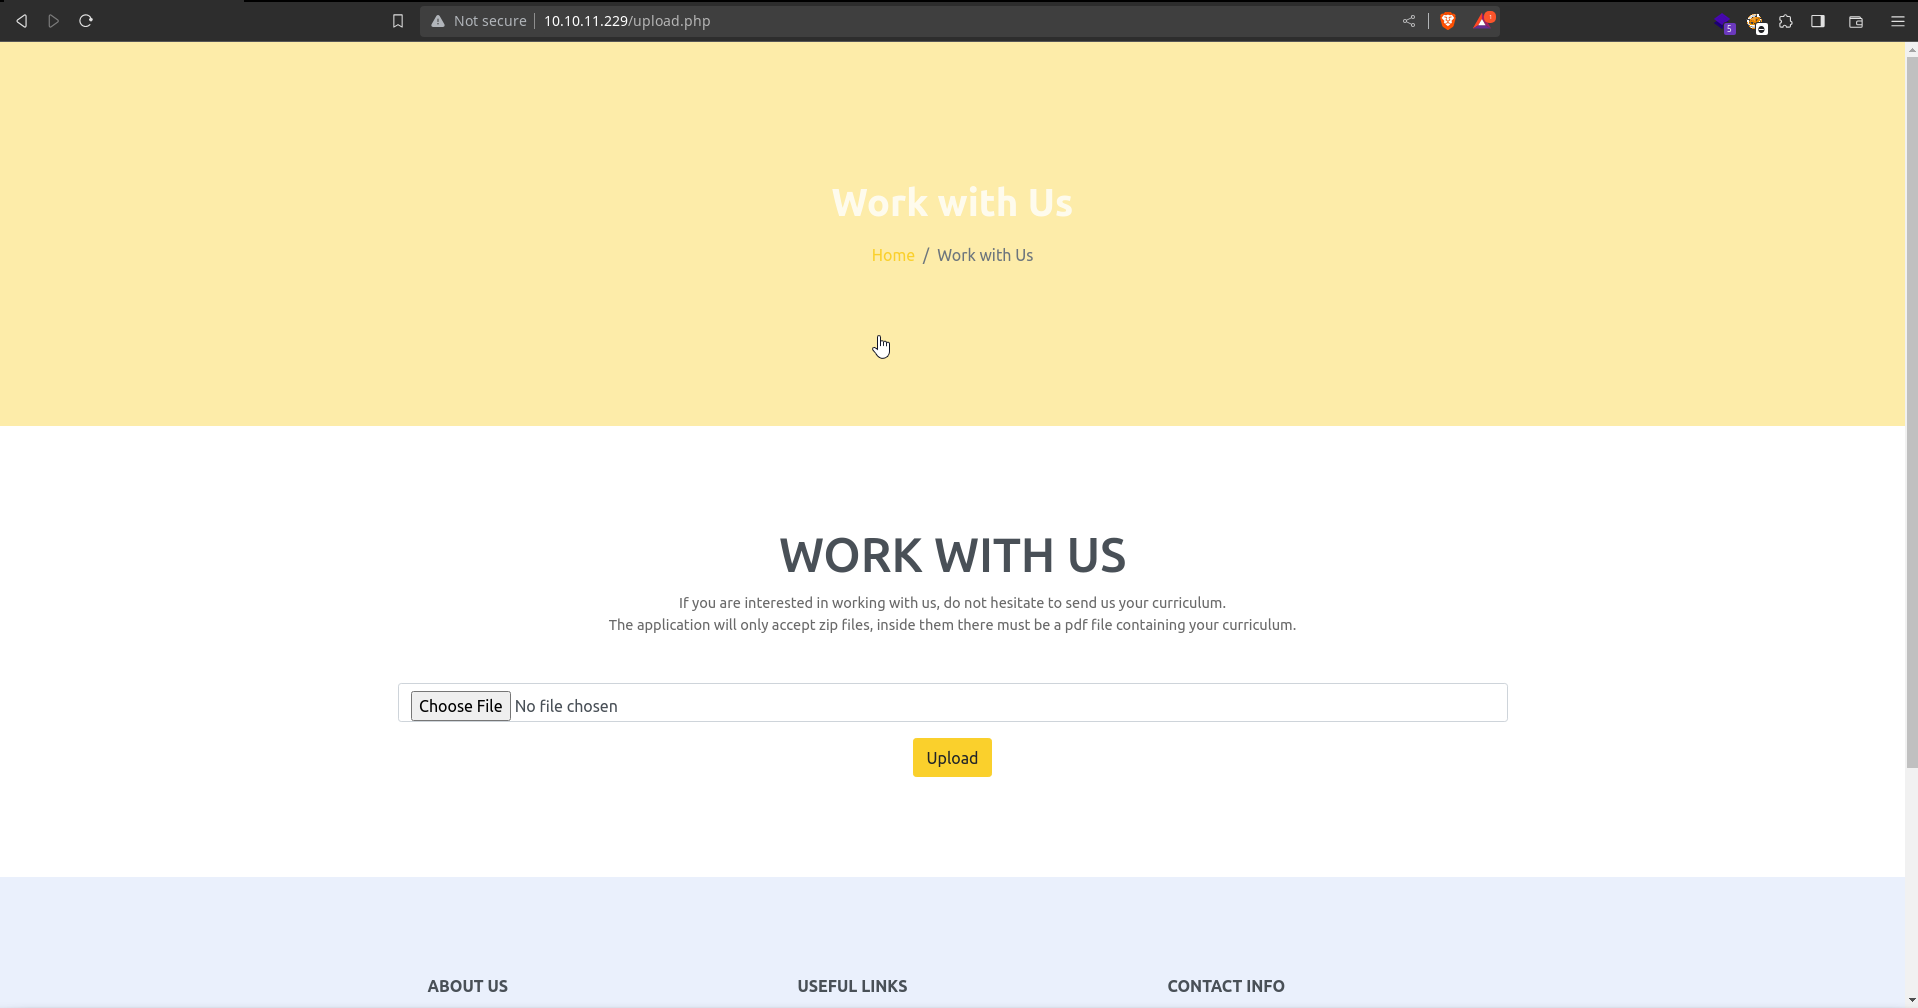 Not secure
10.10.11.229/upload.php
1
5
Work with Us
Home / Work with Us
WORK WITH US
If you are interested in working with us, do not hesitate to send us your curriculum.
The application will only accept zip files, inside them there must be a pdf file containing your curriculum.
Choose File No file chosen
Upload
ABOUT US
USEFUL LINKS
CONTACT INFO